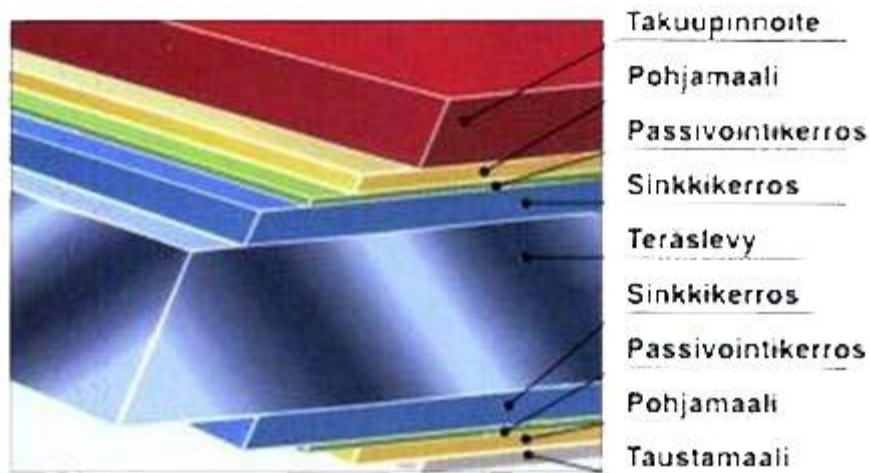 Takuupinnoite
Pohjamaali
Passivointikerros
Sinkkikerros
Teräslevy
Sinkkikerros
Passivointikerros
Pohjamaali
Taustamaali